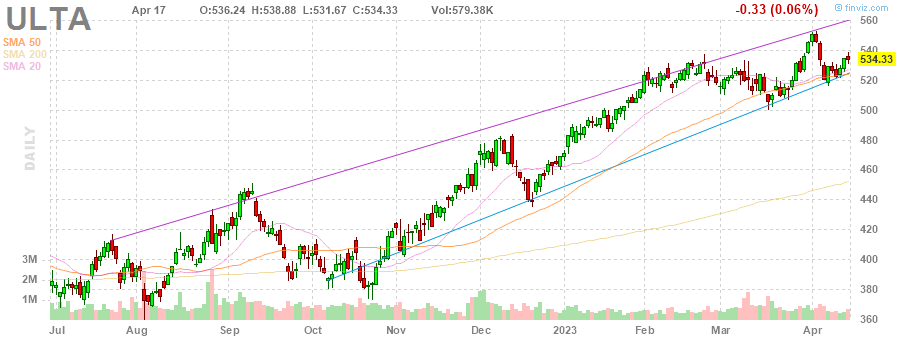 ULTA
Apr 17 O:536.24 H:538.88 L:531.67 C:534.33 Vol:579.38K -0.33 (0.06%)
finviz.com
SMA 50
SMA 200
SMA 20
DAILY
560
540
534.33
520
500
480
460
440
420
400
380
360
3M
2M
1M
Jul Aug Sep Oct Nov Dec 2023 Feb Mar Apr